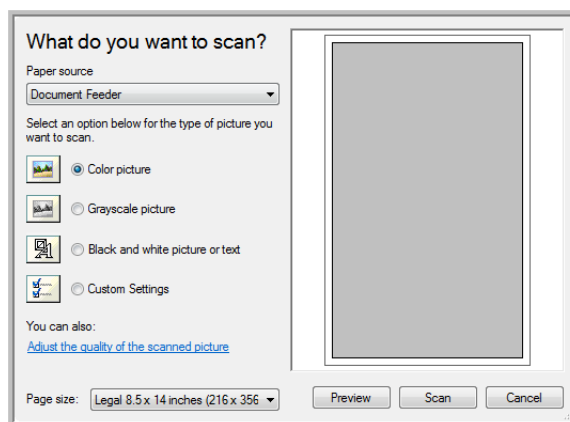 What do you want to scan?
Paper source
Document Feeder
Select an option below for the type of picture you
want to scan.
Color picture
Grayscale picture
Black and white picture or text
Custom Settings
You can also:
Adjust the quality of the scanned picture
Page size: Legal 8.5 x 14 inches (216 x 356
Preview Scan Cancel